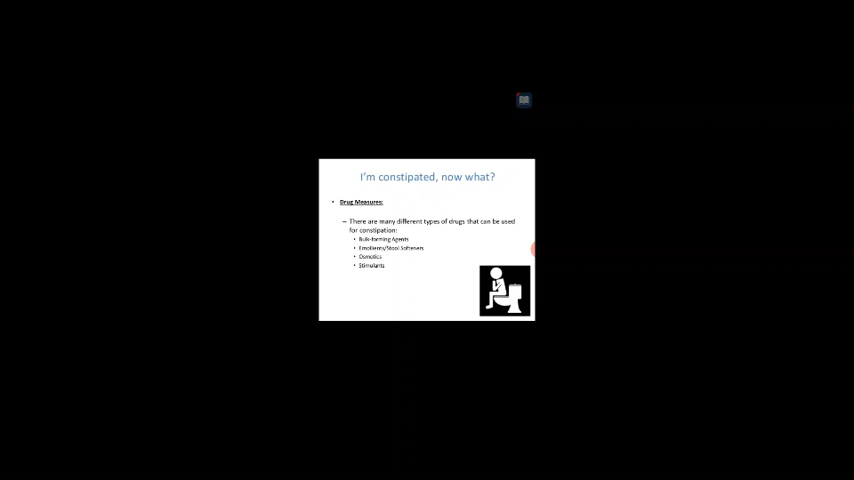 I'm constipated, now what?
• Drug Measures:
– There are many different types of drugs that can be used
for constipation:
• Bulk-forming Agents
• Emollients/Stool Softeners
• Osmotics
• Stimulants